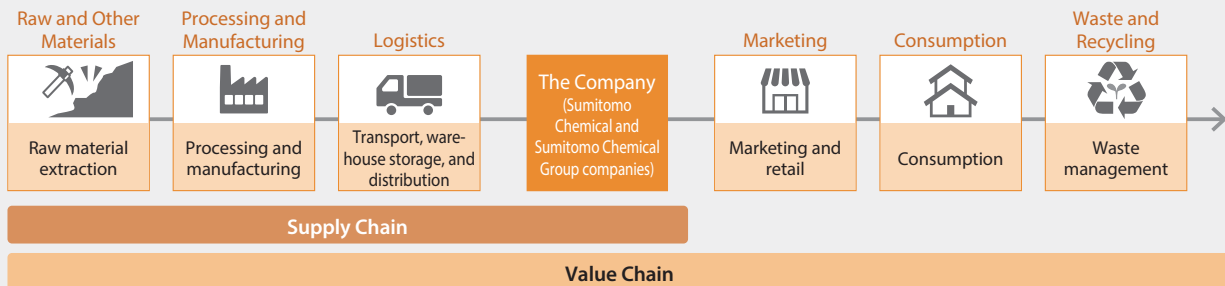 Raw and Other
Materials
Processing and
Manufacturing
Logistics
Marketing
Consumption
Waste and
Recycling
Raw material
extraction
Processing and
manufacturing
Transport, ware-
house storage, and
distribution
The Company
(Sumitomo
Chemical and
Sumitomo Chemical
Group companies)
Marketing and
retail
Consumption
Waste
management
Supply Chain
Value Chain